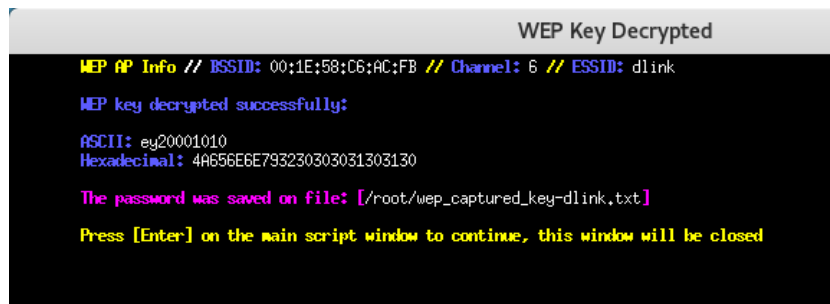 WEP Key Decrypted
WEP AP Info // BSSID: 00:1E:58:C6:AC:FB // Channel: 6 // ESSID: dlink
WEP key decrypted successfully:
ASCII: ey20001010
Hexadecimal: 4A656E6E793230303031303130
The password was saved on file: [/root/wep_captured_key-dlink.txt]
Press [Enter] on the main script window to continue, this window will be closed